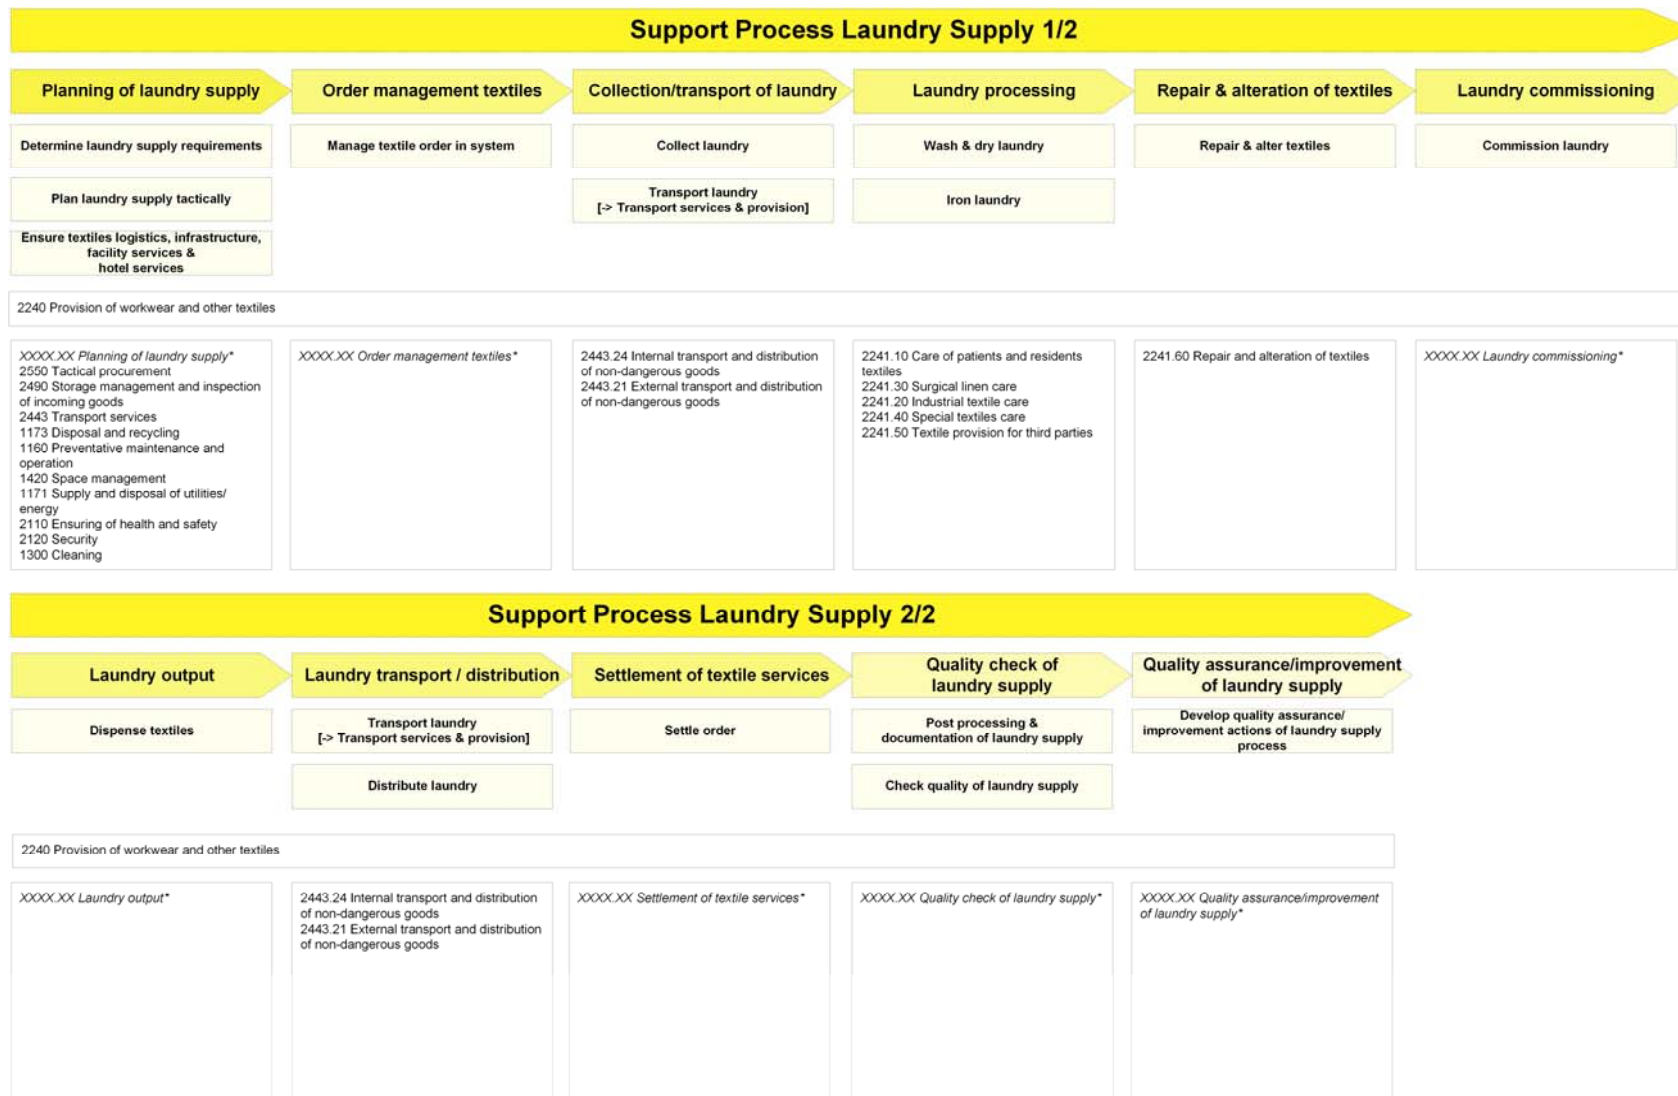 Support Process Laundry Supply 1/2
Planning of laundry supply
Order management textiles
Collection/transport of laundry
Laundry processing
Repair & alteration of textiles
Laundry commissioning
Determine laundry supply requirements
Manage textile order in system
Collect laundry
Wash & dry laundry
Repair & alter textiles
Commission laundry
Plan laundry supply tactically
Transport laundry
[-> Transport services & provision]
Iron laundry
Ensure textiles logistics, infrastructure,
facility services &
hotel services
2240 Provision of workwear and other textiles
XXXX.XX Planning of laundry supply*
2550 Tactical procurement
2490 Storage management and inspection
of incoming goods
2443 Transport services
1173 Disposal and recycling
1160 Preventative maintenance and
operation
1420 Space management
1171 Supply and disposal of utilities/
energy
2110 Ensuring of health and safety
2120 Security
1300 Cleaning
XXXX.XX Order management textiles*
2443.24 Internal transport and distribution
of non-dangerous goods
2443.21 External transport and distribution
of non-dangerous goods
2241.10 Care of patients and residents
textiles
2241.30 Surgical linen care
2241.20 Industrial textile care
2241.40 Special textiles care
2241.50 Textile provision for third parties
2241.60 Repair and alteration of textiles
XXXX.XX Laundry commissioning*
Support Process Laundry Supply 2/2
Laundry output
Laundry transport / distribution
Settlement of textile services
Quality check of
laundry supply
Quality assurance/improvement
of laundry supply
Dispense textiles
Transport laundry
[-> Transport services & provision]
Settle order
Post processing &
documentation of laundry supply
Develop quality assurance/
improvement actions of laundry supply
process
Distribute laundry
Check quality of laundry supply
2240 Provision of workwear and other textiles
XXXX.XX Laundry output*
2443.24 Internal transport and distribution
of non-dangerous goods
2443.21 External transport and distribution
of non-dangerous goods
XXXX.XX Settlement of textile services*
XXXX.XX Quality check of laundry supply*
XXXX.XX Quality assurance/improvement
of laundry supply*